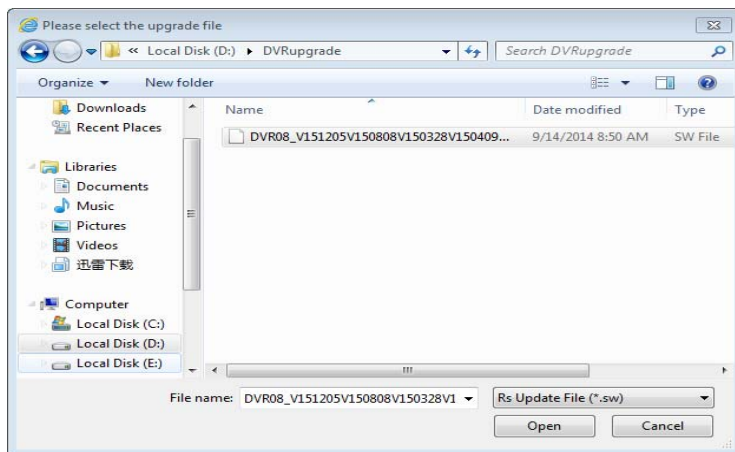 Please select the upgrade file
« Local Disk (D:) ▸ DVRupgrade
Search DVRupgrade
Organize
New folder
Downloads
Recent Places
Libraries
Documents
Music
Pictures
Videos
迅雷下载
Computer
Local Disk (C:)
Local Disk (D:)
Local Disk (E:)
Name
Date modified
Type
DVR08_V151205V150808V150328V150409...
9/14/2014 8:50 AM
SW File
File name:
DVR08_V151205V150808V150328V1
Rs Update File (*.sw)
Open
Cancel